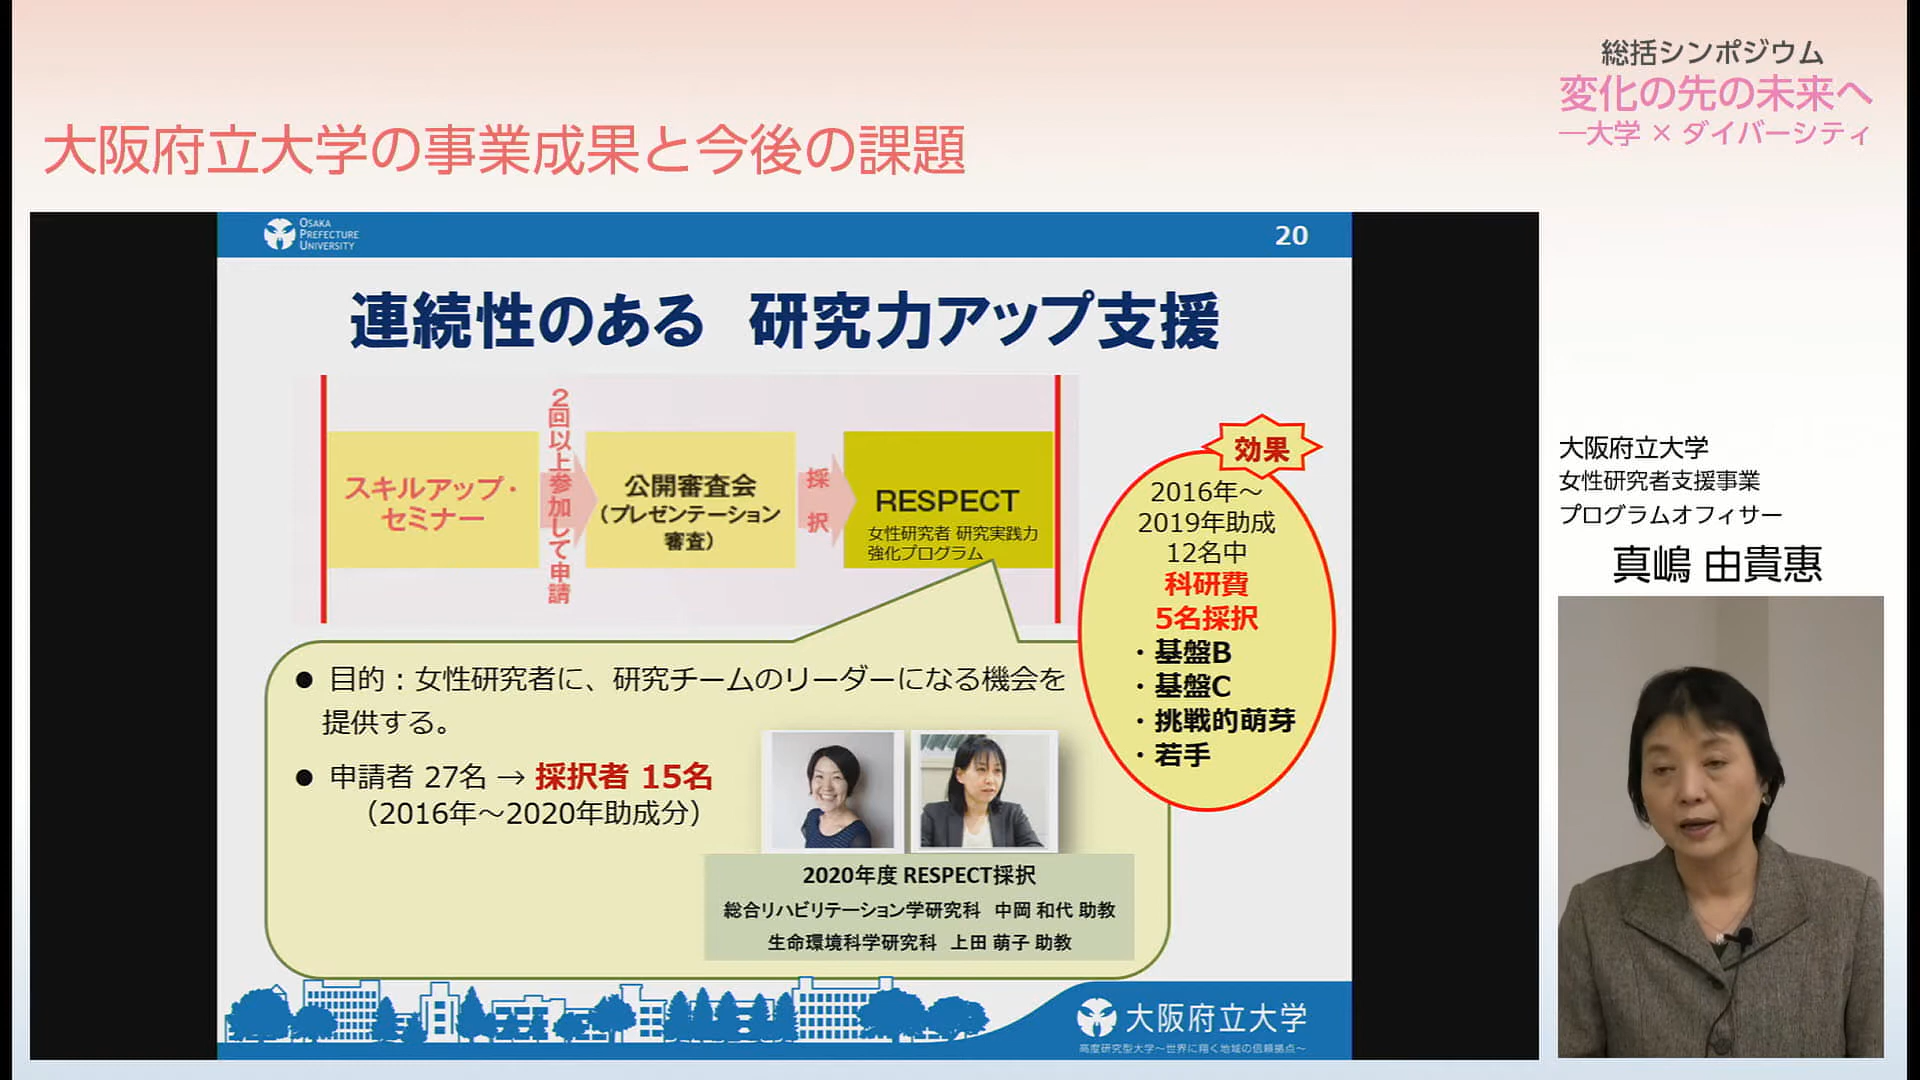 総括シンポジウム
変化の先の未来へ
―大学 × ダイバーシティ
大阪府立大学の事業成果と今後の課題
OSAKA
PREFECTURE
UNIVERSITY
20
連続性のある 研究力アップ支援
スキルアップ・
セミナー
2回以上参加して申請
公開審査会
（プレゼンテーション
審査）
採択
RESPECT
女性研究者 研究実践力
強化プログラム
効果
2016年～
2019年助成
12名中
科研費
5名採択
・基盤B
・基盤C
・挑戦的萌芽
・若手
● 目的：女性研究者に、研究チームのリーダーになる機会を
提供する。
● 申請者 27名 → 採択者 15名
（2016年～2020年助成分）
2020年度 RESPECT採択
総合リハビリテーション学研究科 中岡 和代 助教
生命環境科学研究科 上田 萌子 助教
大阪府立大学
高度研究型大学～世界に翔く地域の信頼拠点～
大阪府立大学
女性研究者支援事業
プログラムオフィサー
真嶋 由貴惠